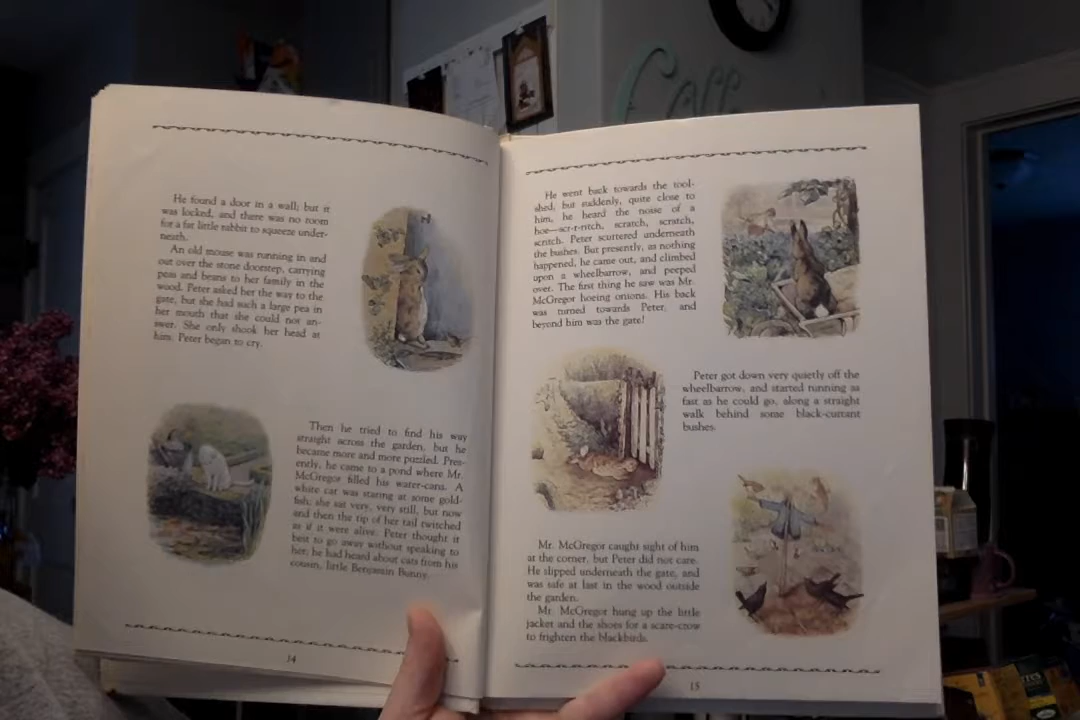 Coff
He found a door in a wall; but it
was locked, and there was no room
for a fat little rabbit to squeeze under-
neath.
An old mouse was running in and
out over the stone doorstep, carrying
peas and beans to her family in the
wood. Peter asked her the way to the
gate, but she had such a large pea in
her mouth that she could not an-
swer. She only shook her head at
him. Peter began to cry.
Then he tried to find his way
straight across the garden, but he
became more and more puzzled. Pres-
ently, he came to a pond where Mr.
McGregor filled his water-cans. A
white cat was staring at some gold-
fish; she sat very, very still, but now
and then the tip of her tail twitched
as if it were alive. Peter thought it
best to go away without speaking to
her; he had heard about cats from his
cousin, little Benjamin Bunny.
14
He went back towards the tool-
shed, but suddenly, quite close to
him, he heard the noise of a
hoe—scr-r-ritch, scratch, scratch,
scritch. Peter scuttered underneath
the bushes. But presently, as nothing
happened, he came out, and climbed
upon a wheelbarrow, and peeped
over. The first thing he saw was Mr.
McGregor hoeing onions. His back
was turned towards Peter, and
beyond him was the gate!
Peter got down very quietly off the
wheelbarrow, and started running as
fast as he could go, along a straight
walk behind some black-currant
bushes.
Mr. McGregor caught sight of him
at the corner, but Peter did not care.
He slipped underneath the gate, and
was safe at last in the wood outside
the garden.
Mr. McGregor hung up the little
jacket and the shoes for a scare-crow
to frighten the blackbirds.
15